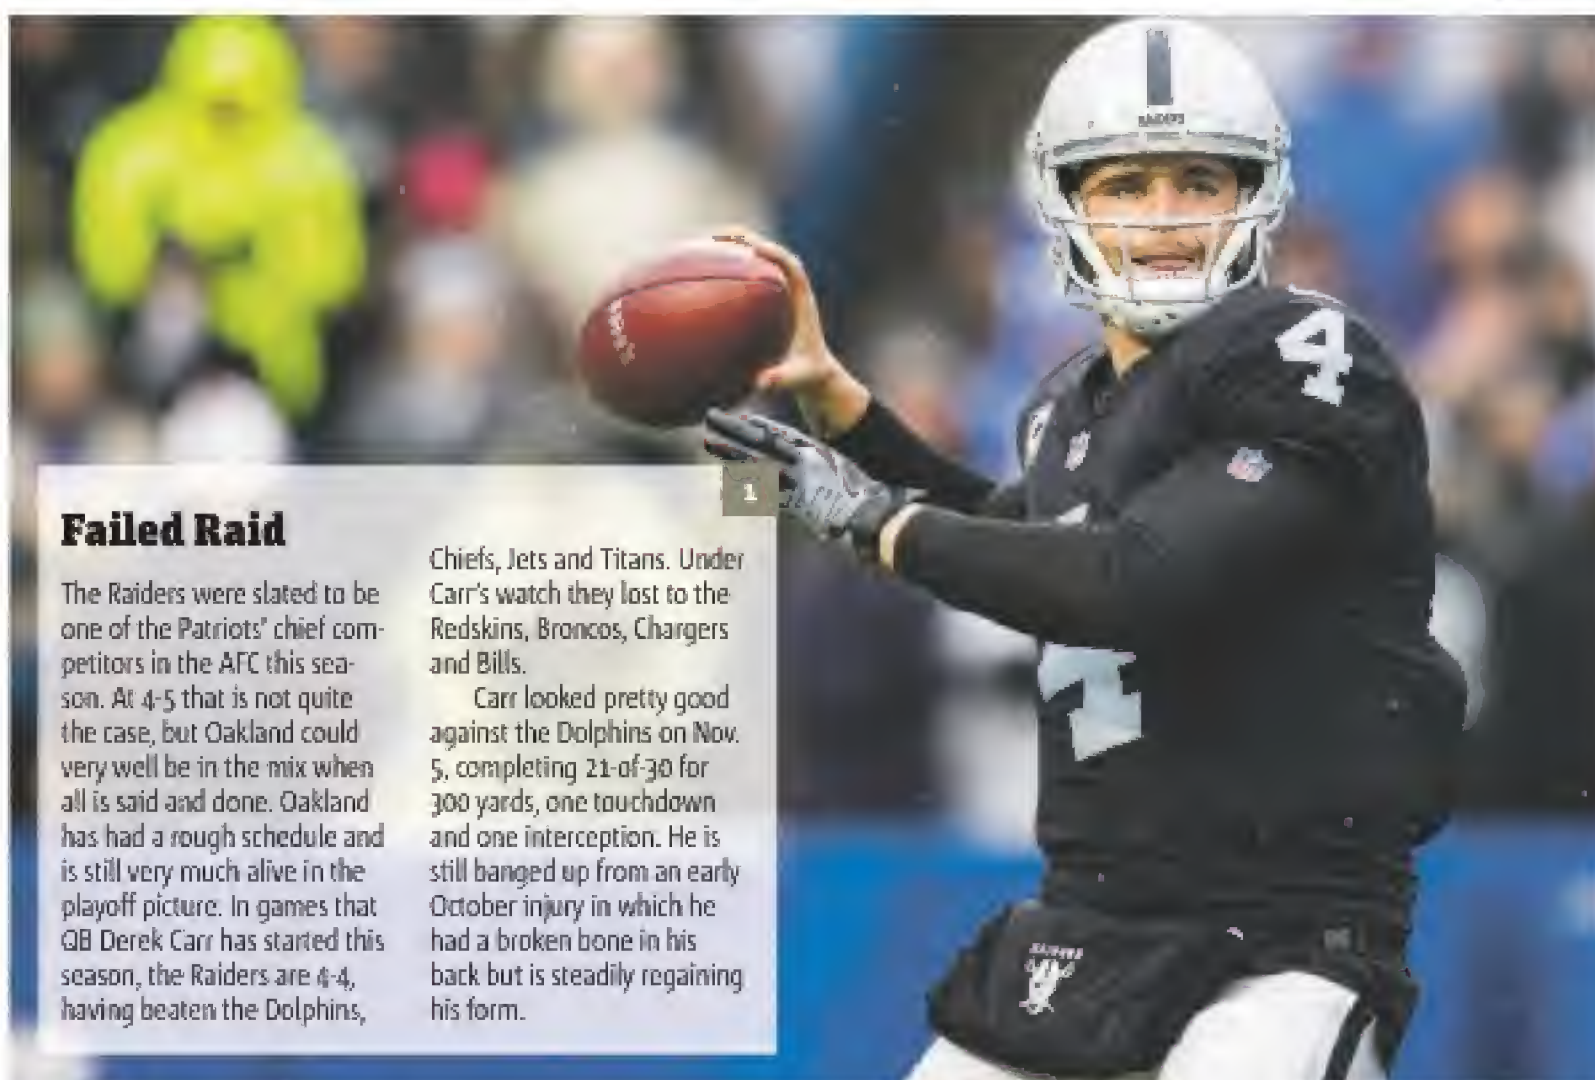 RAIDERS
4
1
Failed Raid
The Raiders were slated to be
one of the Patriots' chief com-
petitors in the AFC this sea-
son. At 4-5 that is not quite
the case, but Oakland could
very well be in the mix when
all is said and done. Oakland
has had a rough schedule and
is still very much alive in the
playoff picture. In games that
QB Derek Carr has started this
season, the Raiders are 4-4,
having beaten the Dolphins,
Chiefs, Jets and Titans. Under
Carr's watch they lost to the
Redskins, Broncos, Chargers
and Bills.
Carr looked pretty good
against the Dolphins on Nov.
5, completing 21-of-30 for
300 yards, one touchdown
and one interception. He is
still banged up from an early
October injury in which he
had a broken bone in his
back but is steadily regaining
his form.
4
RAIDERS